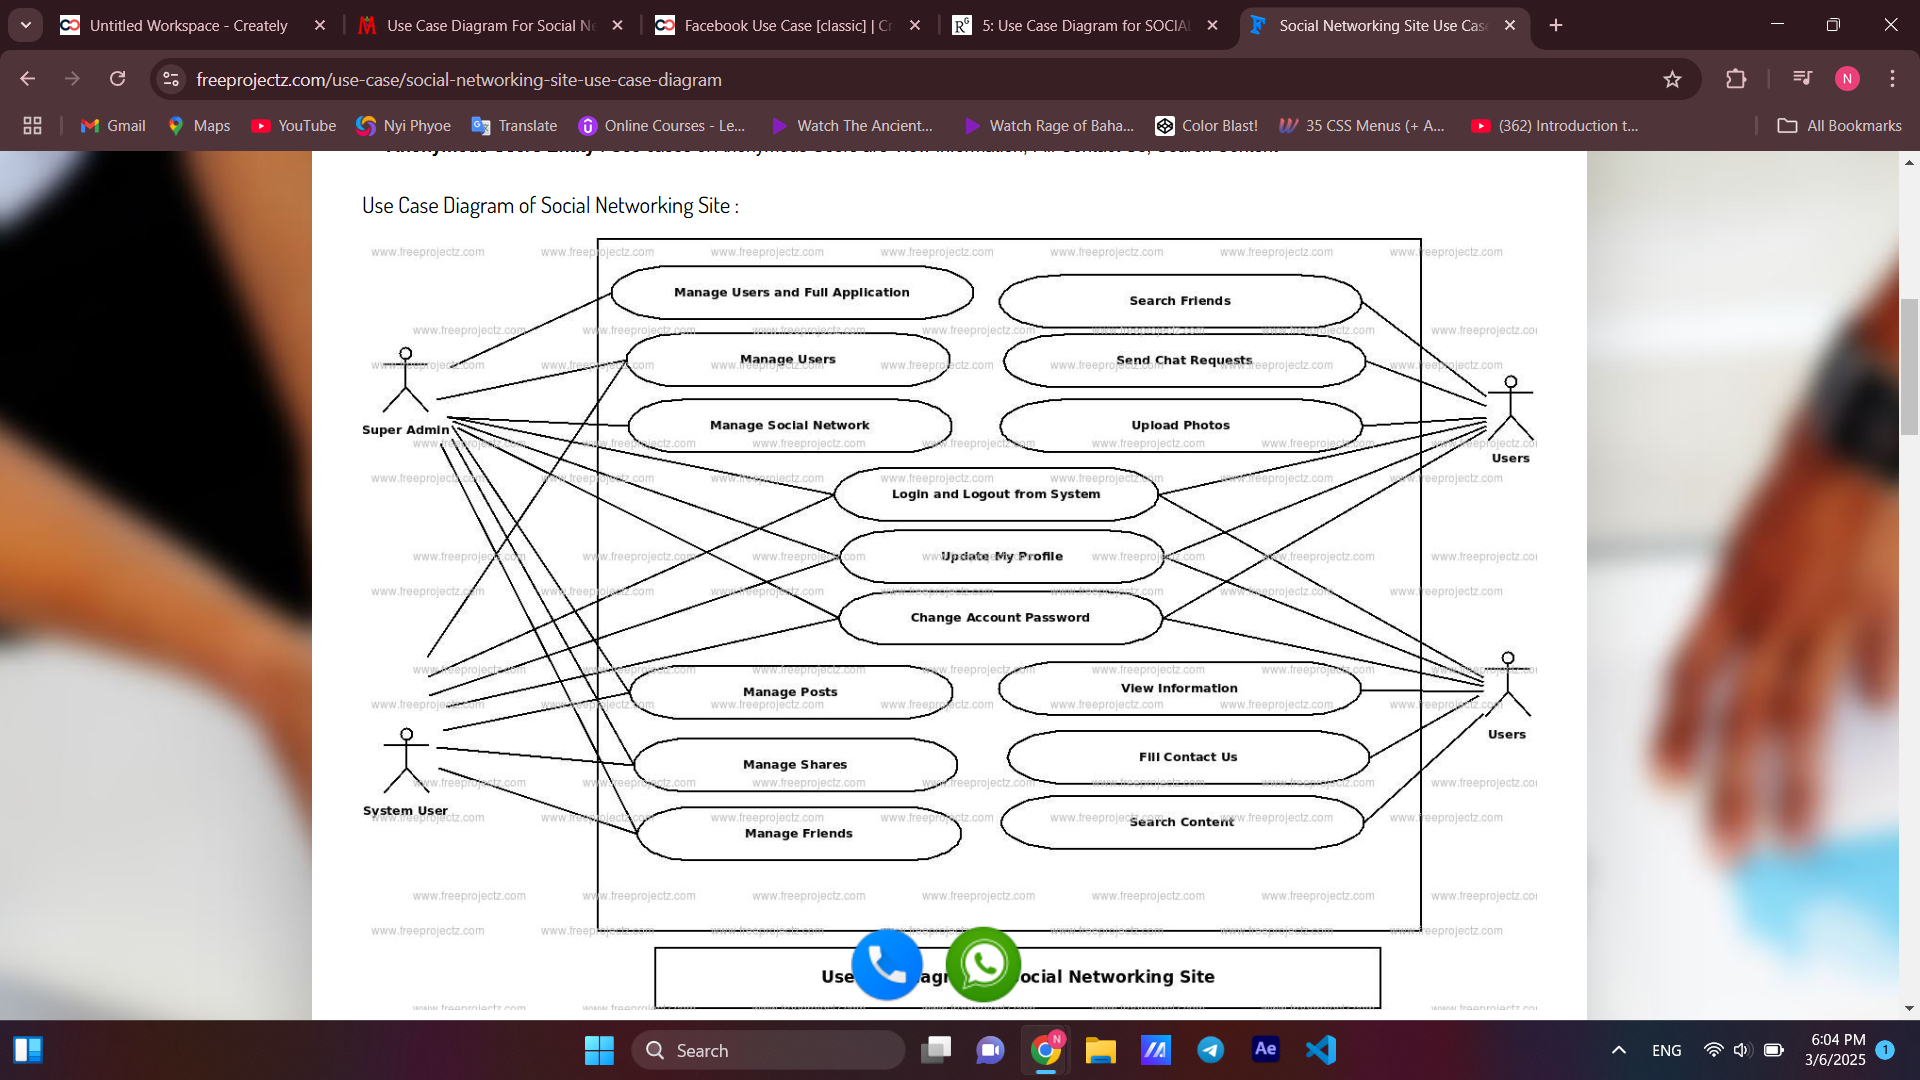 Untitled Workspace - Creately
Use Case Diagram For Social Ne
Facebook Use Case [classic] | Cr
5: Use Case Diagram for SOCIAL
Social Networking Site Use Case
freeprojectz.com/use-case/social-networking-site-use-case-diagram
N
Gmail
Maps
YouTube
Nyi Phyoe
Translate
Online Courses - Le...
Watch The Ancient...
Watch Rage of Baha...
Color Blast!
35 CSS Menus (+ A...
(362) Introduction t...
All Bookmarks
Use Case Diagram of Social Networking Site :
www.freeprojectz.com
Manage Users and Full Application
Search Friends
Manage Users
Send Chat Requests
Super Admin
Manage Social Network
Upload Photos
Users
Login and Logout from System
Update My Profile
Change Account Password
Manage Posts
View Information
Users
Manage Shares
Fill Contact Us
System User
Manage Friends
Search Content
Use
ocial Networking Site
Search
N
Ae
ENG
6:04 PM
3/6/2025
1